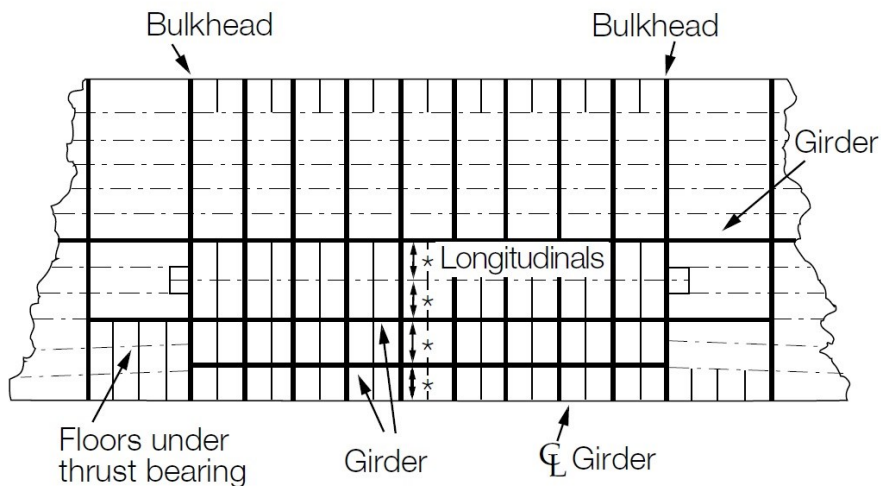 Bulkhead
Bulkhead
Girder
* Longitudinals
*
*
*
Floors under
thrust bearing
Girder
℄ Girder